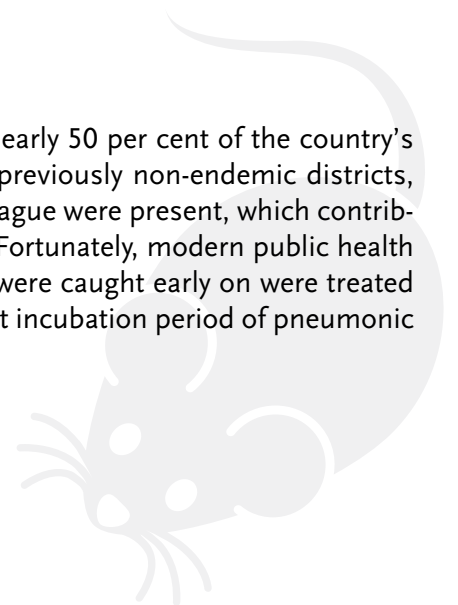 early 50 per cent of the country's
previously non-endemic districts,
ague were present, which contrib-
Fortunately, modern public health
were caught early on were treated
t incubation period of pneumonic